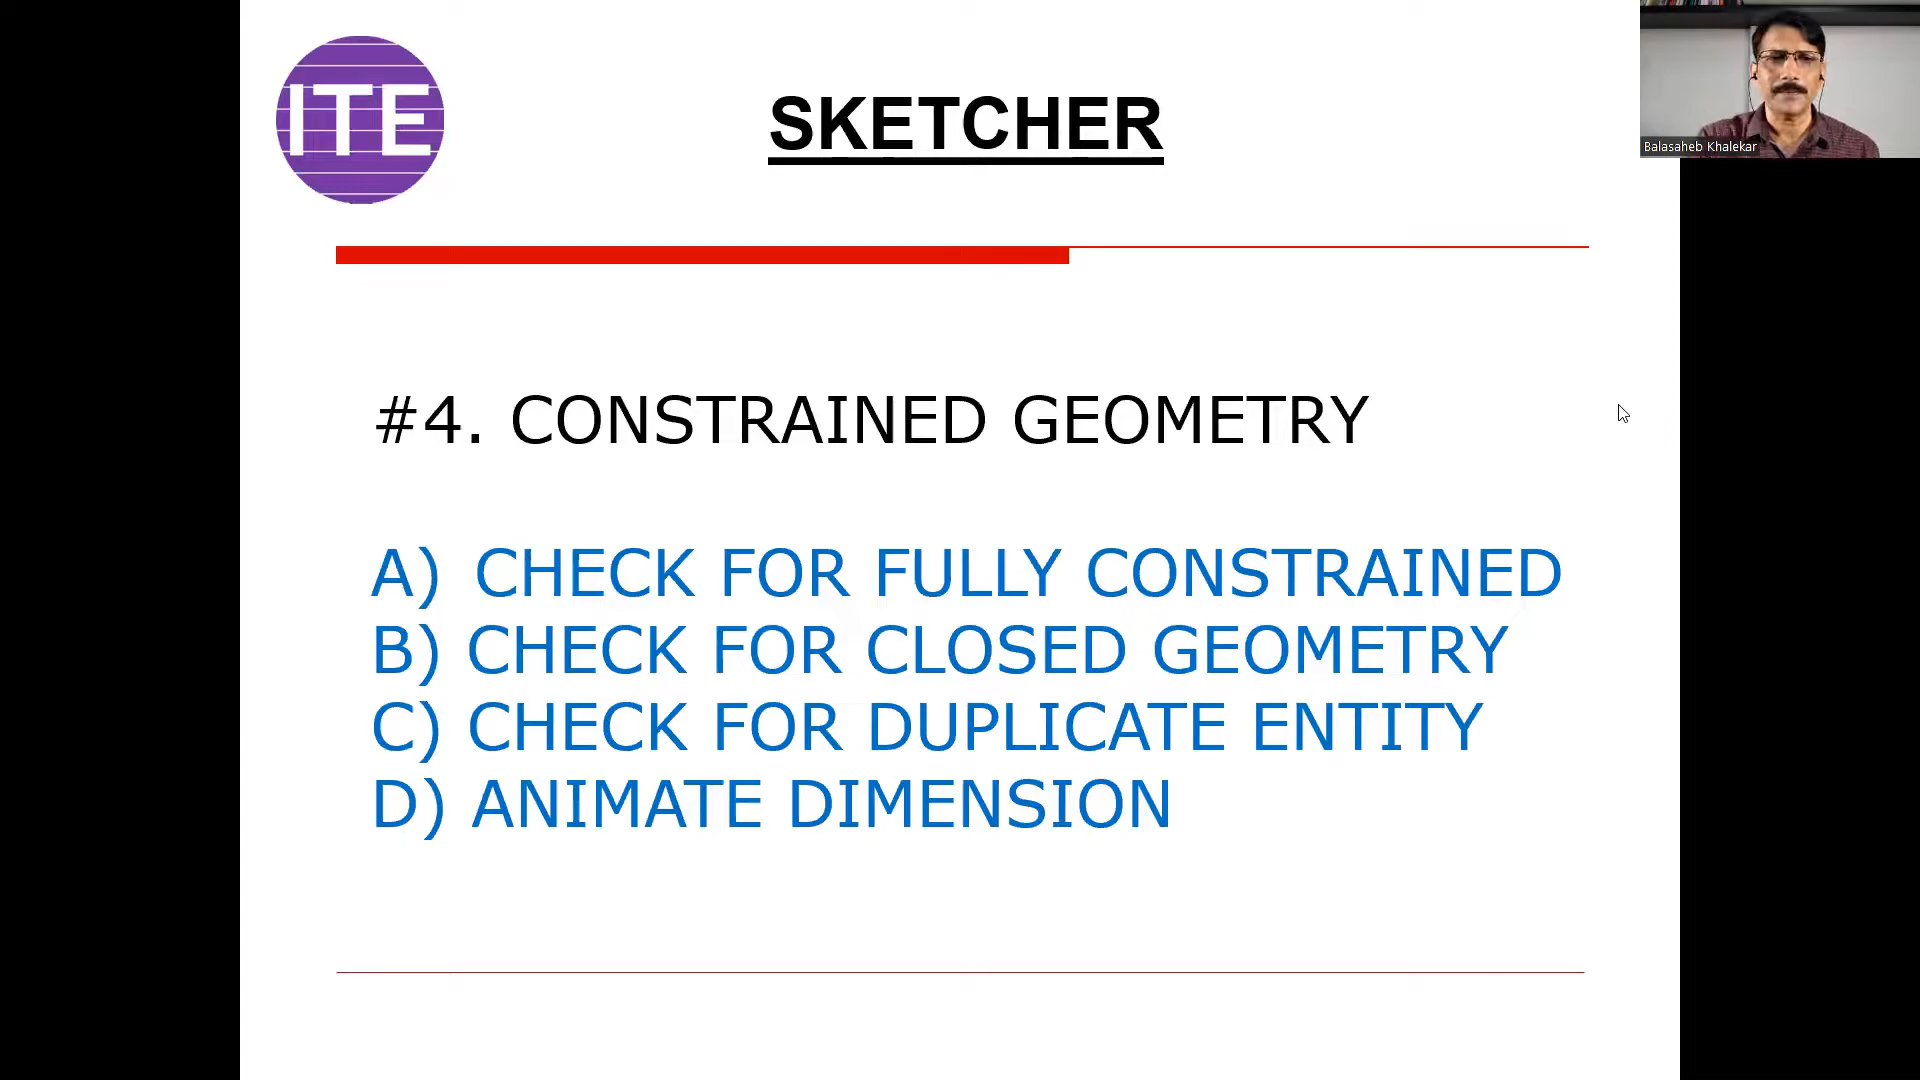 ITE
SKETCHER
Balasaheb Khalekar
#4. CONSTRAINED GEOMETRY
A) CHECK FOR FULLY CONSTRAINED
B) CHECK FOR CLOSED GEOMETRY
C) CHECK FOR DUPLICATE ENTITY
D) ANIMATE DIMENSION